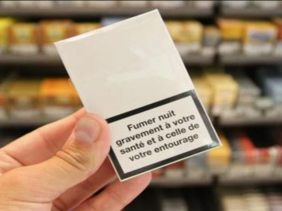 Fumer nuit
gravement à votre
santé et à celle de
votre entourage